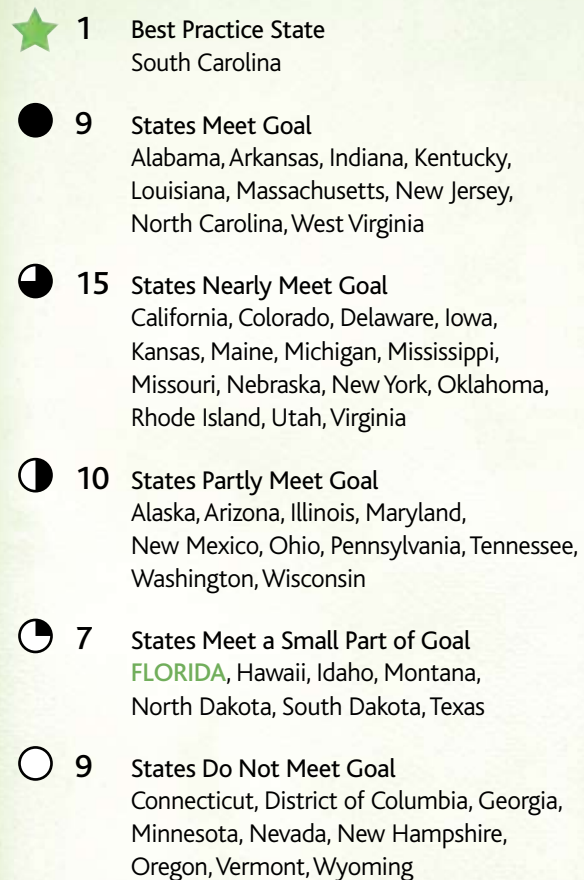 1 Best Practice State
South Carolina
9 States Meet Goal
Alabama, Arkansas, Indiana, Kentucky,
Louisiana, Massachusetts, New Jersey,
North Carolina, West Virginia
15 States Nearly Meet Goal
California, Colorado, Delaware, Iowa,
Kansas, Maine, Michigan, Mississippi,
Missouri, Nebraska, New York, Oklahoma,
Rhode Island, Utah, Virginia
10 States Partly Meet Goal
Alaska, Arizona, Illinois, Maryland,
New Mexico, Ohio, Pennsylvania, Tennessee,
Washington, Wisconsin
7 States Meet a Small Part of Goal
FLORIDA, Hawaii, Idaho, Montana,
North Dakota, South Dakota, Texas
9 States Do Not Meet Goal
Connecticut, District of Columbia, Georgia,
Minnesota, Nevada, New Hampshire,
Oregon, Vermont, Wyoming